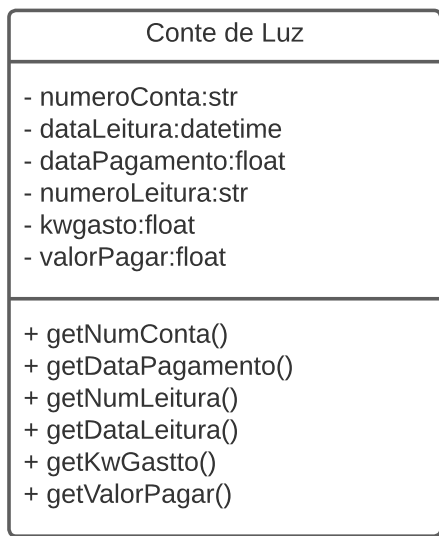 Conte de Luz
- numeroConta:str
- dataLeitura:datetime
- dataPagamento:float
- numeroLeitura:str
- kwgasto:float
- valorPagar:float
+ getNumConta()
+ getDataPagamento()
+ getNumLeitura()
+ getDataLeitura()
+ getKwGastto()
+ getValorPagar()